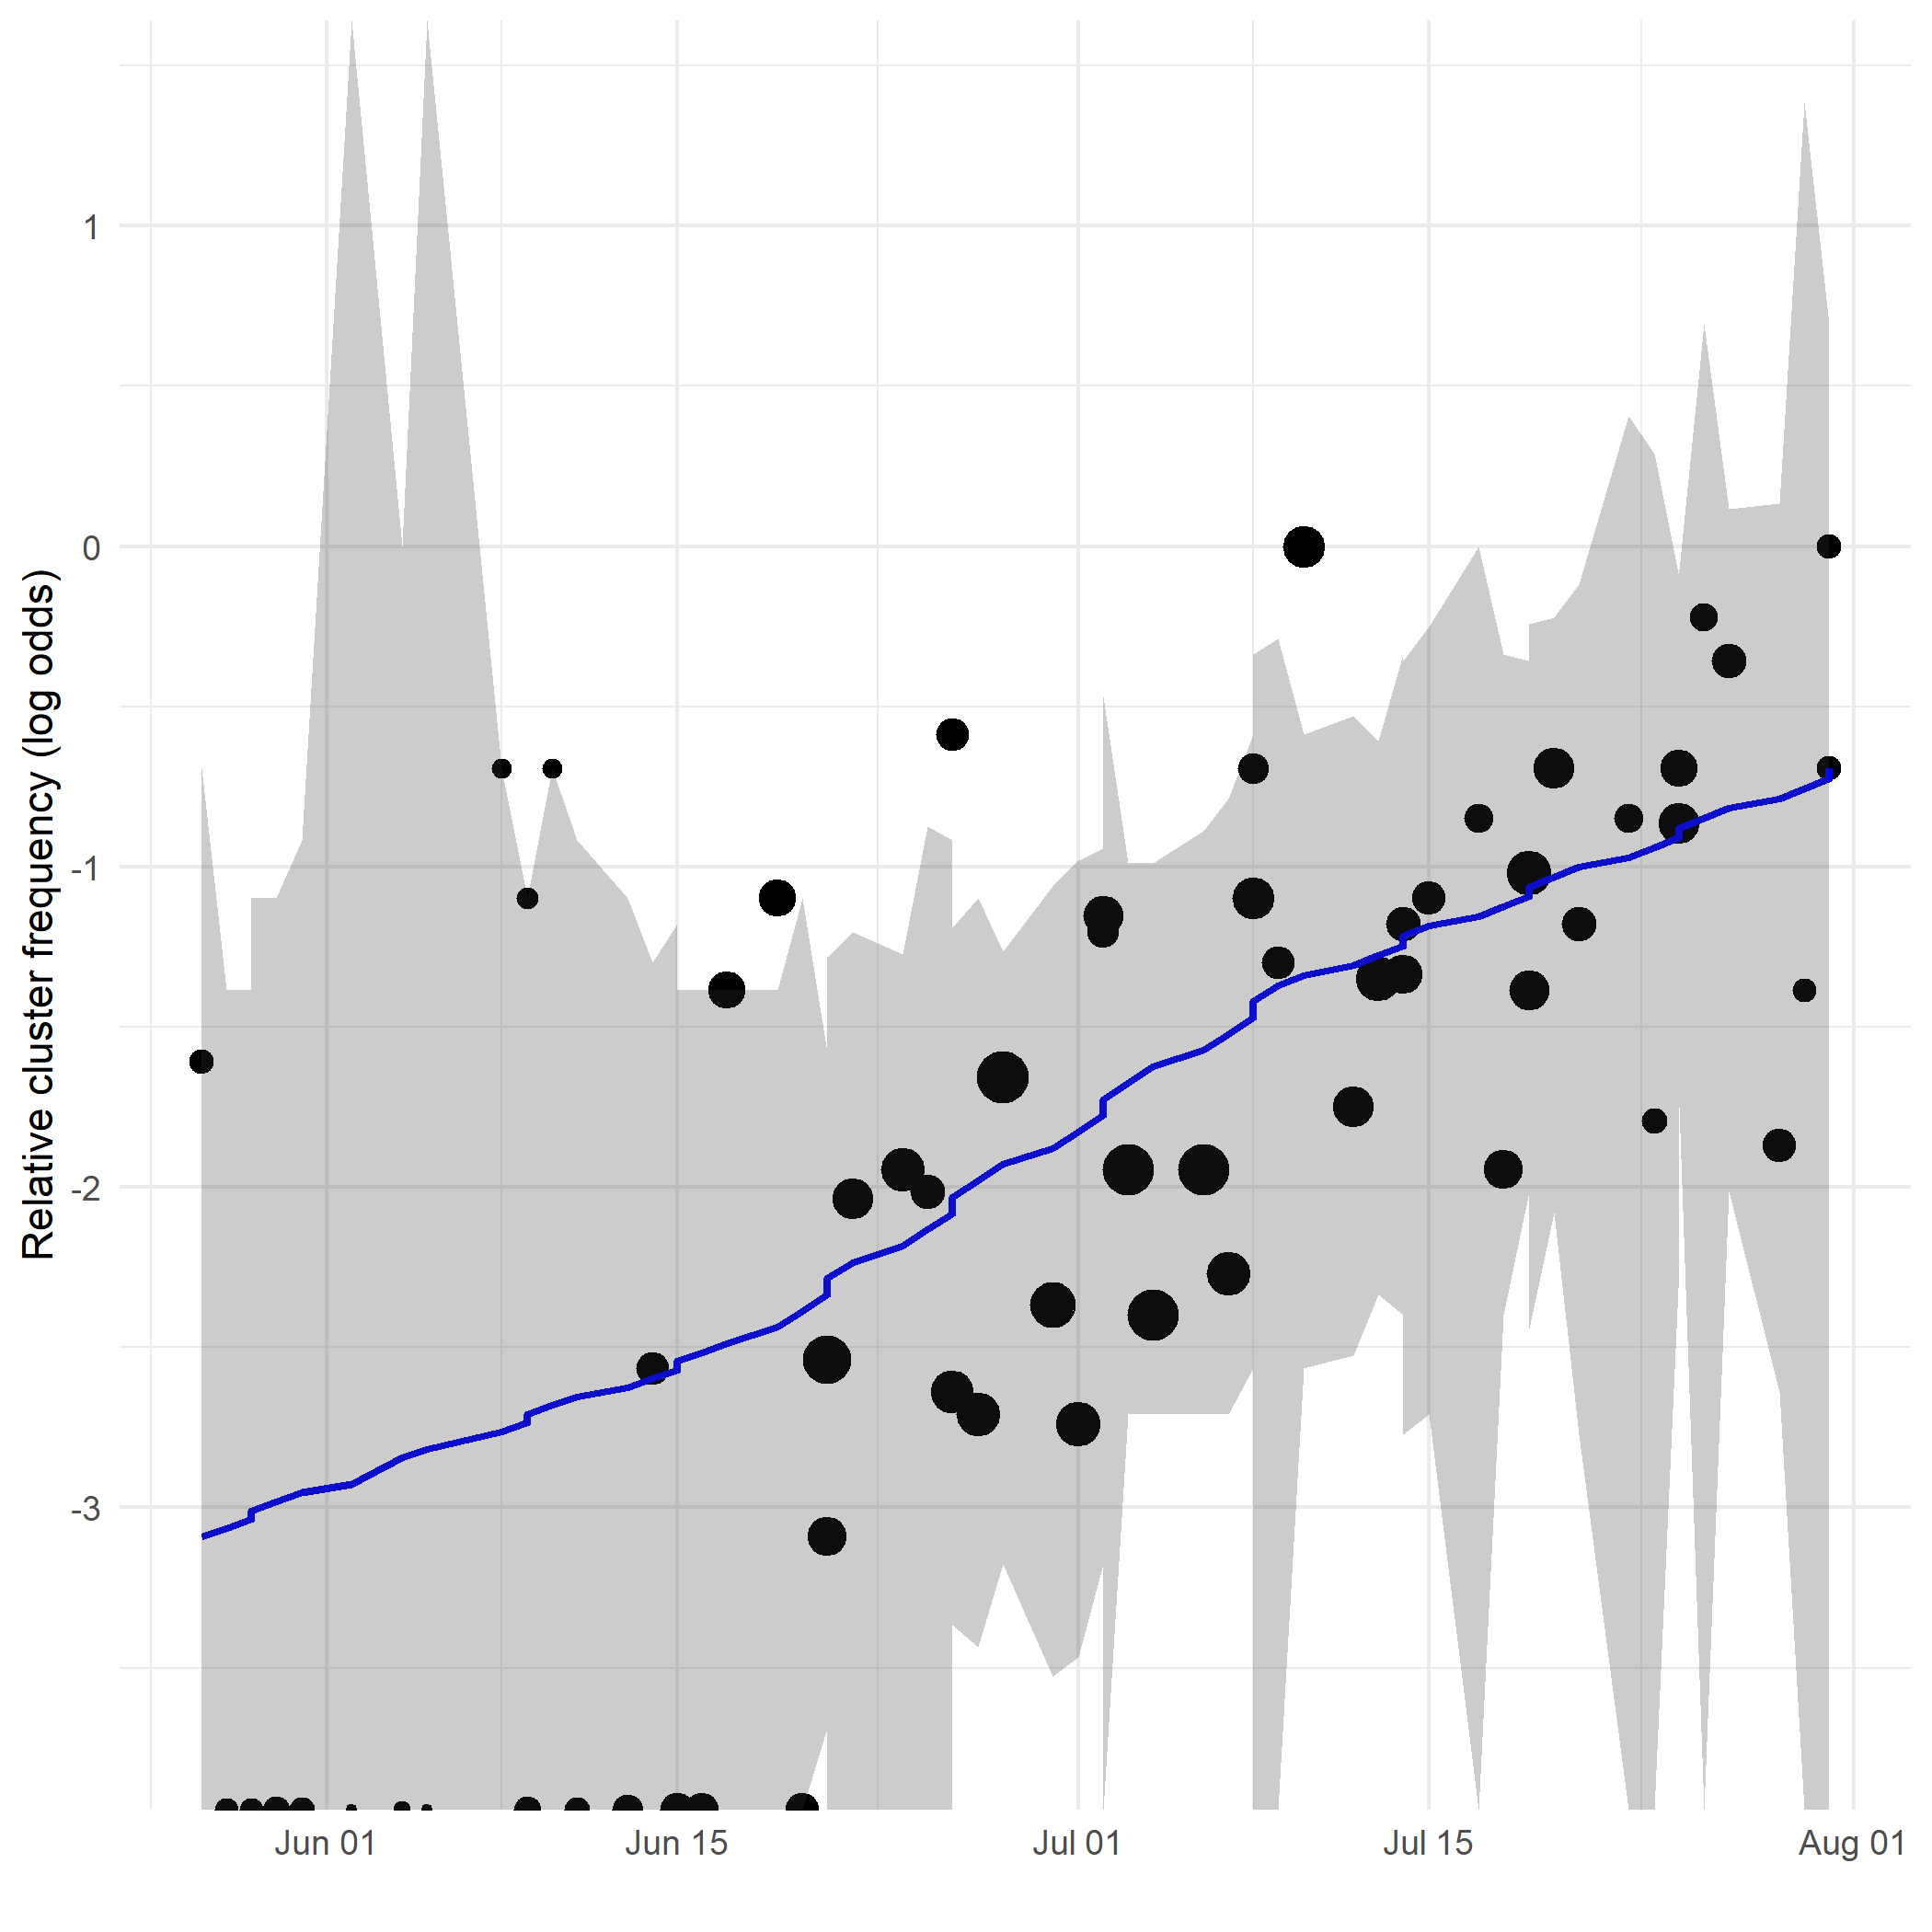 Relative cluster frequency (log odds)
1
0
-1
-2
-3
Jun 01
Jun 15
Jul 01
Jul 15
Aug 01